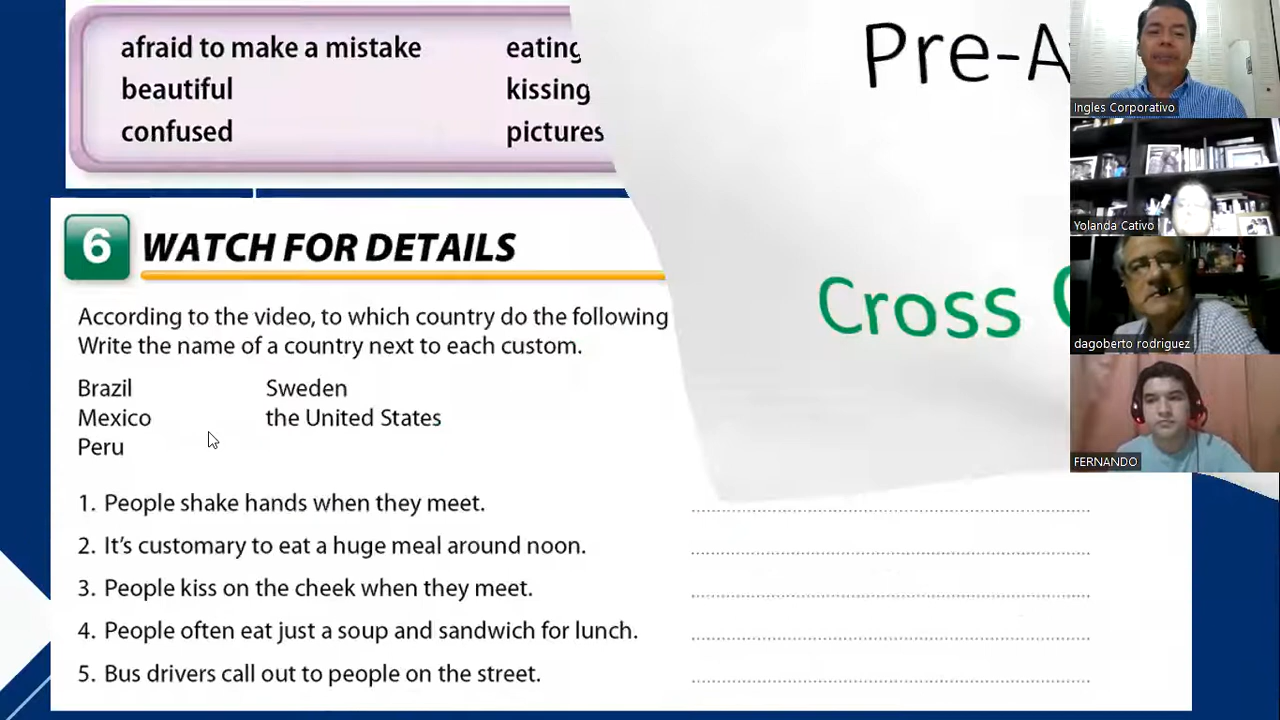 afraid to make a mistake
beautiful
confused
eating
kissing
pictures
Pre-A
Cross
6 WATCH FOR DETAILS
According to the video, to which country do the following
Write the name of a country next to each custom.
Brazil
Mexico
Peru
Sweden
the United States
1. People shake hands when they meet.
2. It's customary to eat a huge meal around noon.
3. People kiss on the cheek when they meet.
4. People often eat just a soup and sandwich for lunch.
5. Bus drivers call out to people on the street.
Ingles Corporativo
Yolanda Cativo
dagoberto rodriguez
FERNANDO